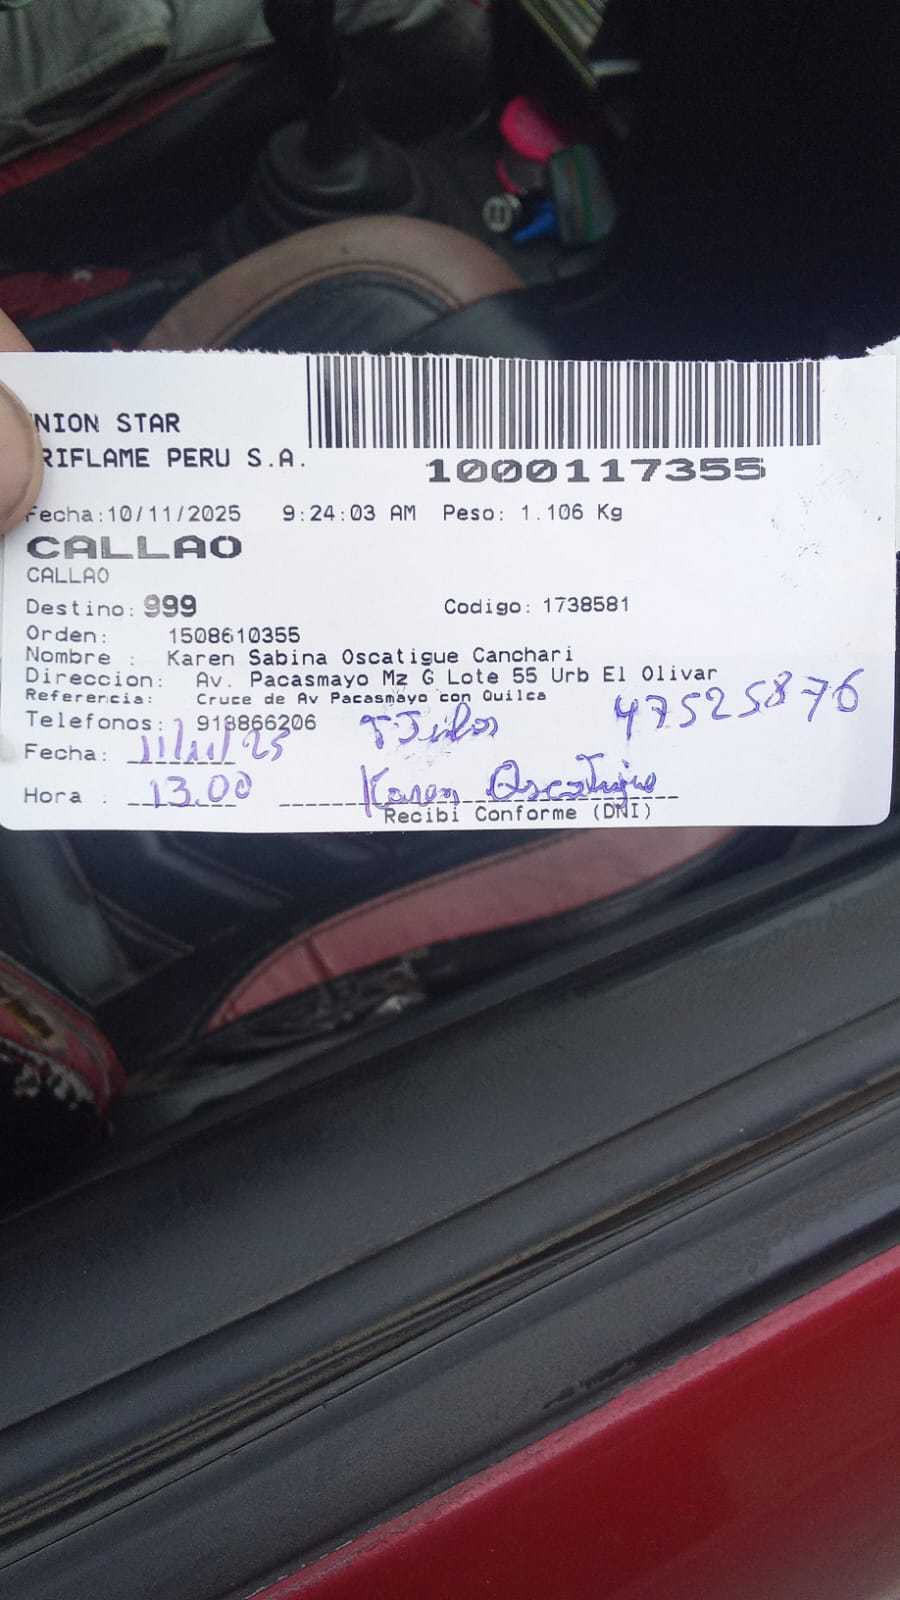 NION STAR
RIFLAME PERU S.A.
1000117355
Fecha:10/11/2025 9:24:03 AM Peso: 1.106 Kg
CALLAO
CALLAO
Destino: 999 Codigo: 1738581
Orden: 1508610355
Nombre : Karen Sabina Oscatigue Canchari
Direccion: Av. Pacasmayo Mz G Lote 55 Urb El Olivar
Referencia: Cruce de Av Pacasmayo con Quilca
Telefonos: 918866206 47525876
Fecha: 11/11/25
Hora : 13.00 Karen Oscatigue
Recibi Conforme (DNI)